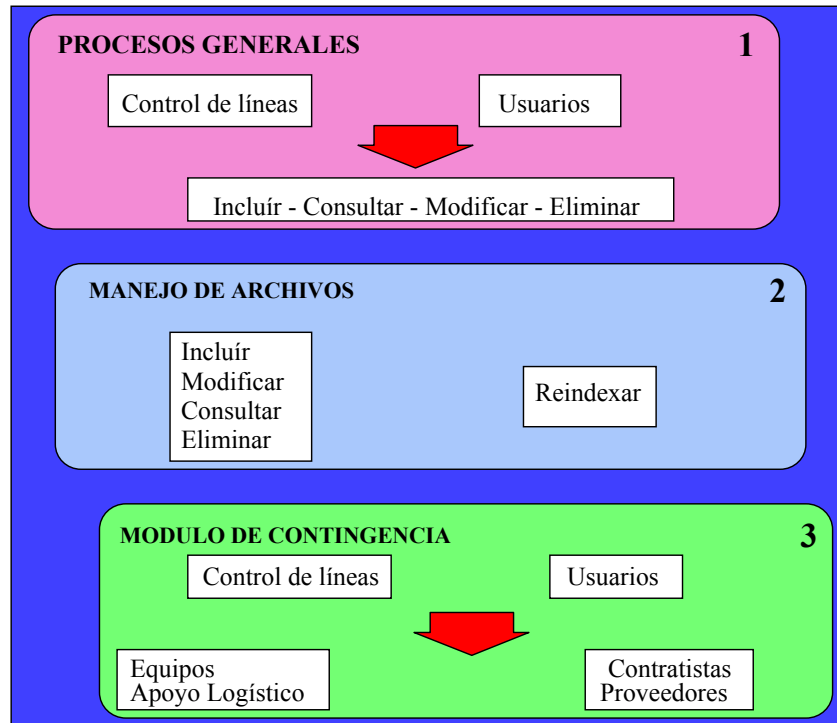 PROCESOS GENERALES 1
Control de líneas Usuarios
Incluír - Consultar - Modificar - Eliminar
MANEJO DE ARCHIVOS 2
Incluír
Modificar
Consultar
Eliminar
Reindexar
MODULO DE CONTINGENCIA 3
Control de líneas Usuarios
Equipos
Apoyo Logístico
Contratistas
Proveedores